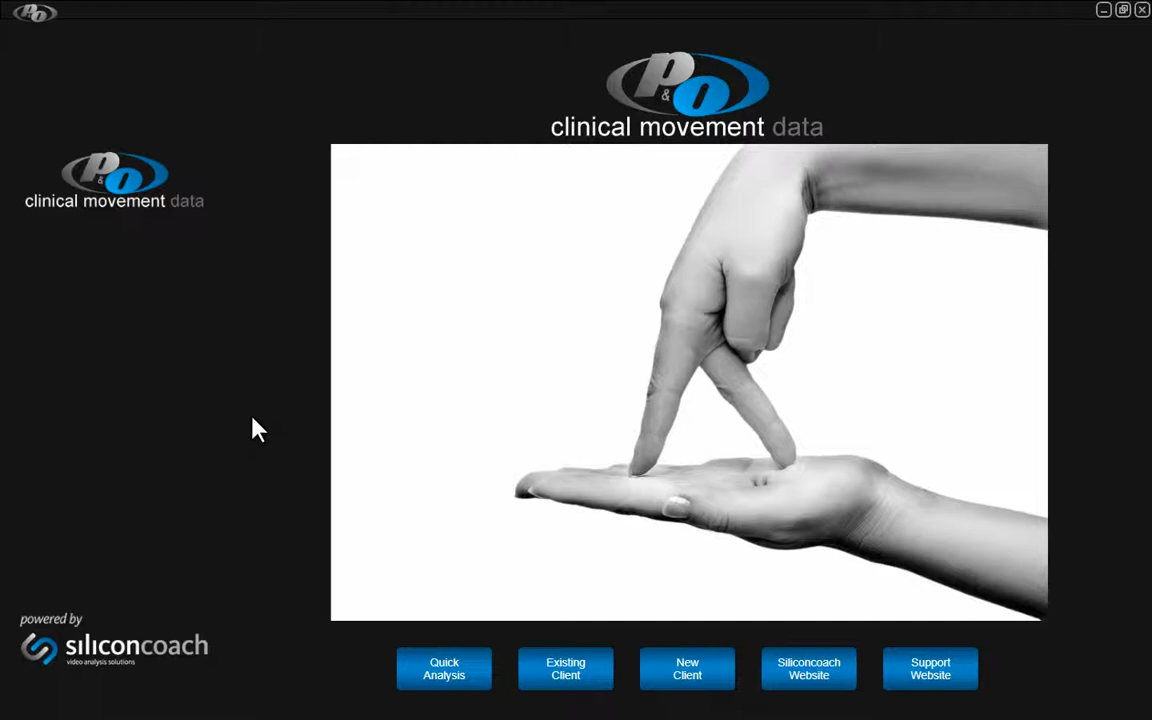 p&o
p&o
clinical movement data
p&o
clinical movement data
powered by
siliconcoach
video analysis solutions
Quick
Analysis
Existing
Client
New
Client
Siliconcoach
Website
Support
Website